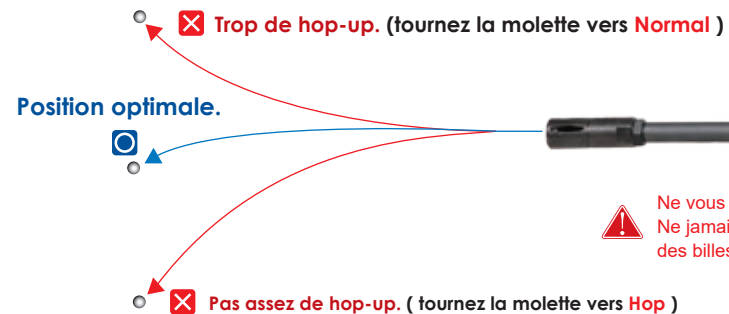 Trop de hop-up. (tournez la molette vers Normal )
Position optimale.
Ne vous
Ne jamai
des billes
Pas assez de hop-up. ( tournez la molette vers Hop )